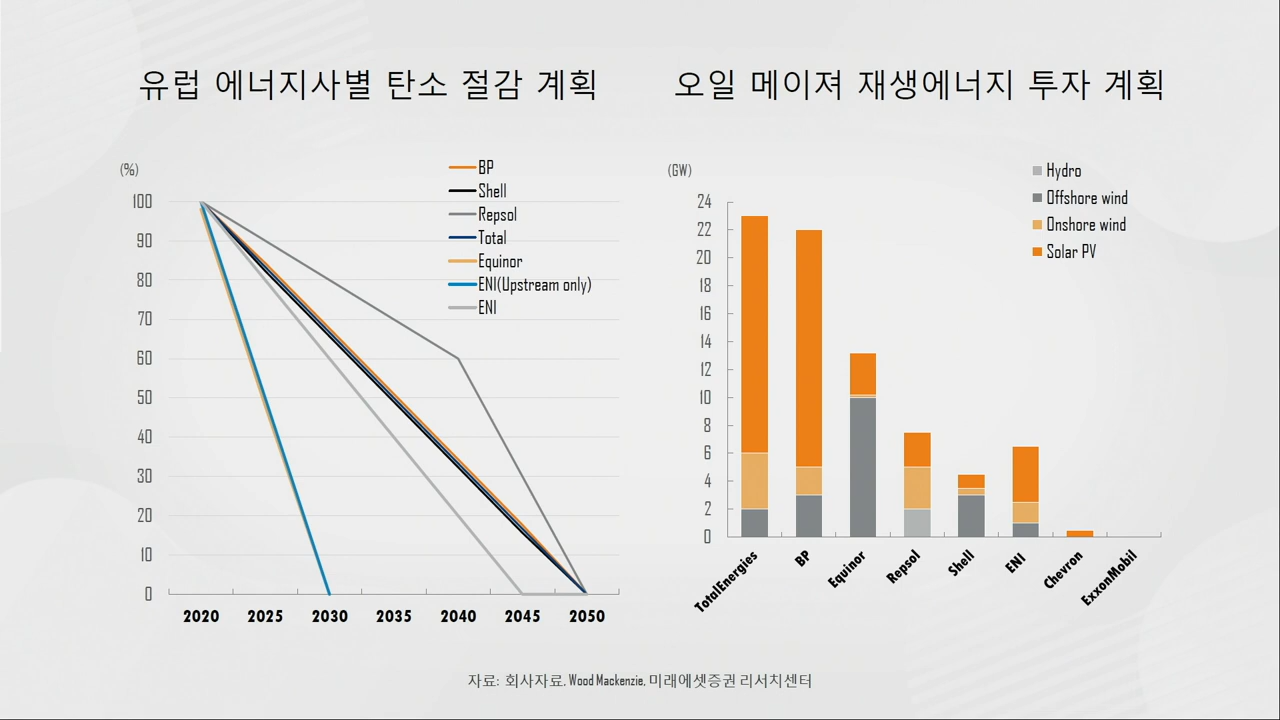 유럽 에너지사별 탄소 절감 계획
(%)
BP
Shell
Repsol
Total
Equinor
ENI(Upstream only)
ENI
100
90
80
70
60
50
40
30
20
10
0
2020 2025 2030 2035 2040 2045 2050
오일 메이져 재생에너지 투자 계획
(GW)
Hydro
Offshore wind
Onshore wind
Solar PV
24
22
20
18
16
14
12
10
8
6
4
2
0
TotalEnergies BP Equinor Repsol Shell ENI Chevron ExxonMobil
자료: 회사자료, Wood Mackenzie, 미래에셋증권 리서치센터